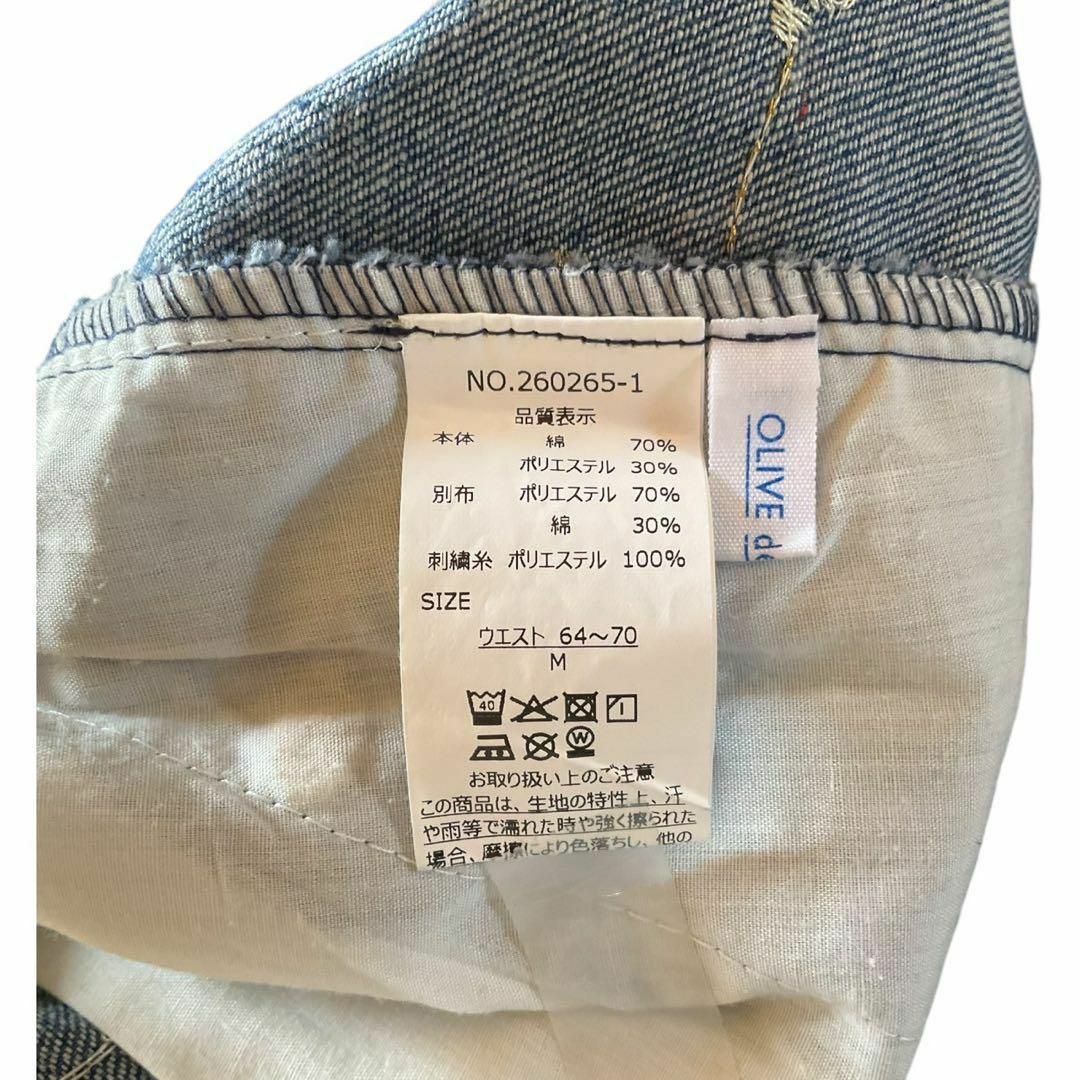 NO.260265-1
品質表示
本体 綿 70%
ポリエステル 30%
別布 ポリエステル 70%
綿 30%
刺繍糸 ポリエステル 100%
SIZE
ウエスト 64～70
M
40
W
お取り扱い上のご注意
この商品は、生地の特性上、汗
や雨等で濡れた時や強く擦られた
場合、摩擦により色落ちし、他の
OLIVE